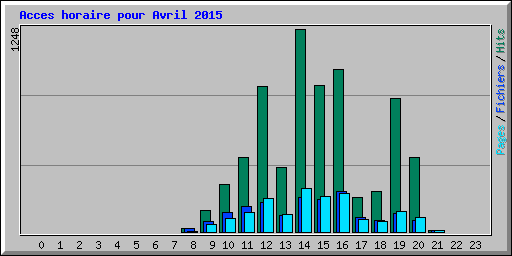 Acces horaire pour Avril 2015
1248
Pages / Fichiers / Hits
0 1 2 3 4 5 6 7 8 9 10 11 12 13 14 15 16 17 18 19 20 21 22 23